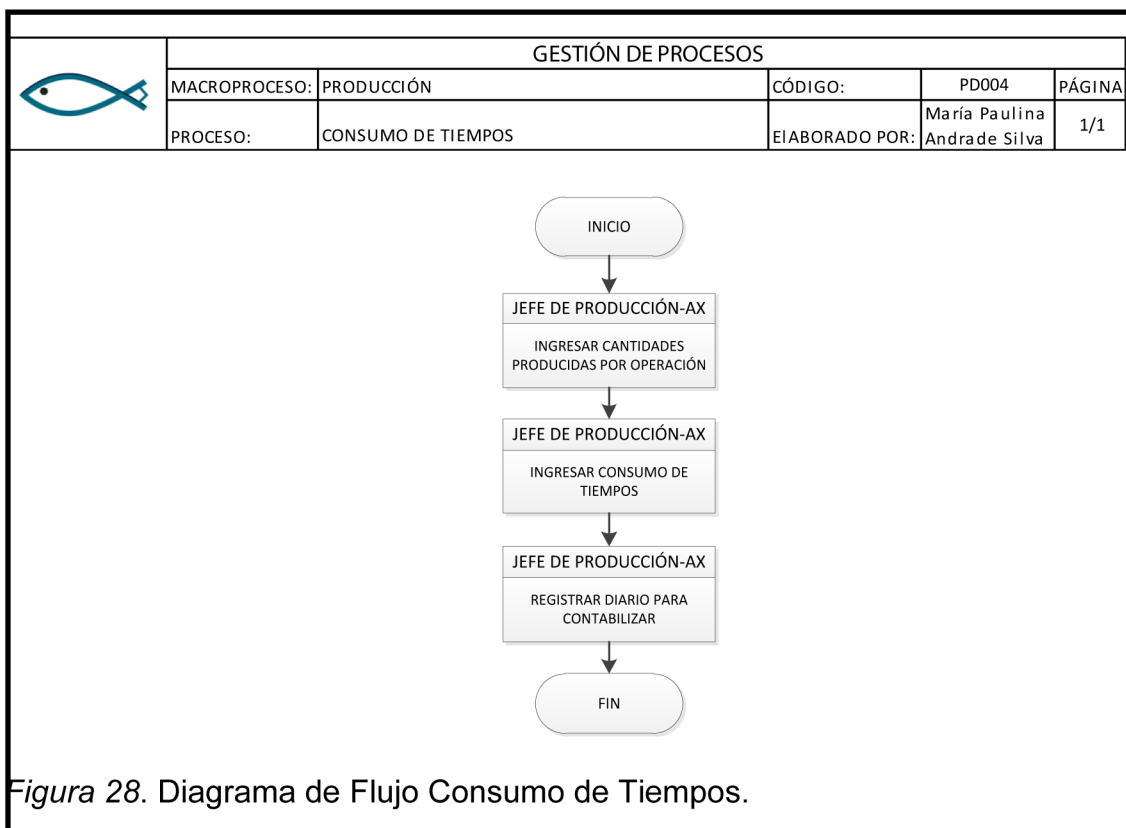 GESTIÓN DE PROCESOS
MACROPROCESO: PRODUCCIÓN CÓDIGO: PD004 PÁGINA
PROCESO: CONSUMO DE TIEMPOS ElABORADO POR: María Paulina Andrade Silva 1/1
INICIO
JEFE DE PRODUCCIÓN-AX
INGRESAR CANTIDADES
PRODUCIDAS POR OPERACIÓN
JEFE DE PRODUCCIÓN-AX
INGRESAR CONSUMO DE
TIEMPOS
JEFE DE PRODUCCIÓN-AX
REGISTRAR DIARIO PARA
CONTABILIZAR
FIN
Figura 28. Diagrama de Flujo Consumo de Tiempos.